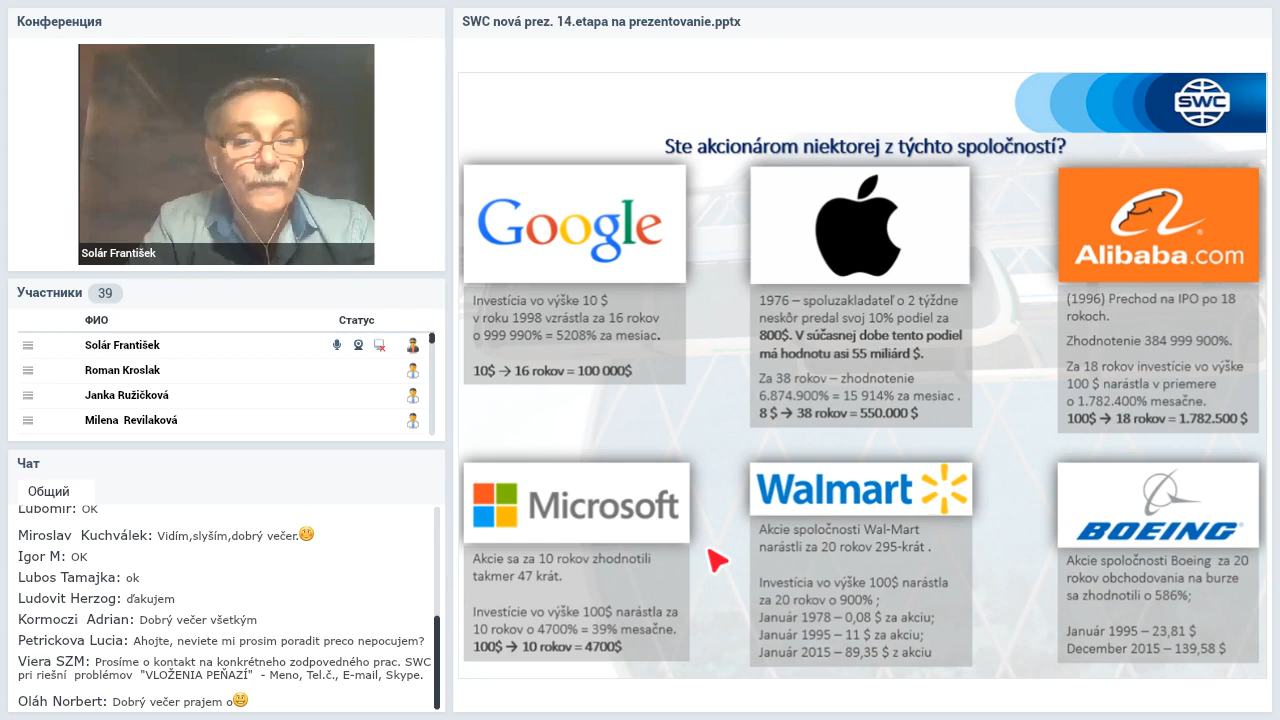 Конференция
Solár František
Участники 39
ФИО Статус
Solár František
Roman Kroslak
Janka Ružičková
Milena Revilaková
Чат
Общий
Lubomir: OK
Miroslav Kuchválek: Vidím,slyším,dobrý večer.
Igor M: OK
Lubos Tamajka: ok
Ludovit Herzog: ďakujem
Kormoczi Adrian: Dobrý večer všetkým
Petrickova Lucia: Ahojte, neviete mi prosim poradit preco nepocujem?
Viera SZM: Prosíme o kontakt na konkrétneho zodpovedného prac. SWC
pri riešní problémov "VLOŽENIA PEŇAZÍ" - Meno, Tel.č., E-mail, Skype.
Oláh Norbert: Dobrý večer prajem o
SWC nová prez. 14.etapa na prezentovanie.pptx
SWC
Ste akcionárom niektorej z týchto spoločností?
Google
Investícia vo výške 10 $
v roku 1998 vzrástla za 16 rokov
o 999 990% = 5208% za mesiac.
10$ → 16 rokov = 100 000$
1976 – spoluzakladateľ o 2 týždne
neskôr predal svoj 10% podiel za
800$. V súčasnej dobe tento podiel
má hodnotu asi 55 miliárd $.
Za 38 rokov – zhodnotenie
6.874.900% = 15 914% za mesiac .
8 $ → 38 rokov = 550.000 $
Alibaba.com
(1996) Prechod na IPO po 18
rokoch.
Zhodnotenie 384 999 900%.
Za 18 rokov investície vo výške
100 $ narástla v priemere
o 1.782.400% mesačne.
100$ → 18 rokov = 1.782.500 $
Microsoft
Akcie sa za 10 rokov zhodnotili
takmer 47 krát.
Investície vo výške 100$ narástla za
10 rokov o 4700% = 39% mesačne.
100$ → 10 rokov = 4700$
Walmart
Akcie spoločnosti Wal-Mart
narástli za 20 rokov 295-krát .
Investícia vo výške 100$ narástla
za 20 rokov o 900% ;
Január 1978 – 0,08 $ za akciu;
Január 1995 – 11 $ za akciu;
Január 2015 – 89,35 $ z akciu
BOEING
Akcie spoločnosti Boeing za 20
rokov obchodovania na burze
sa zhodnotili o 586%;
Január 1995 – 23,81 $
December 2015 – 139,58 $